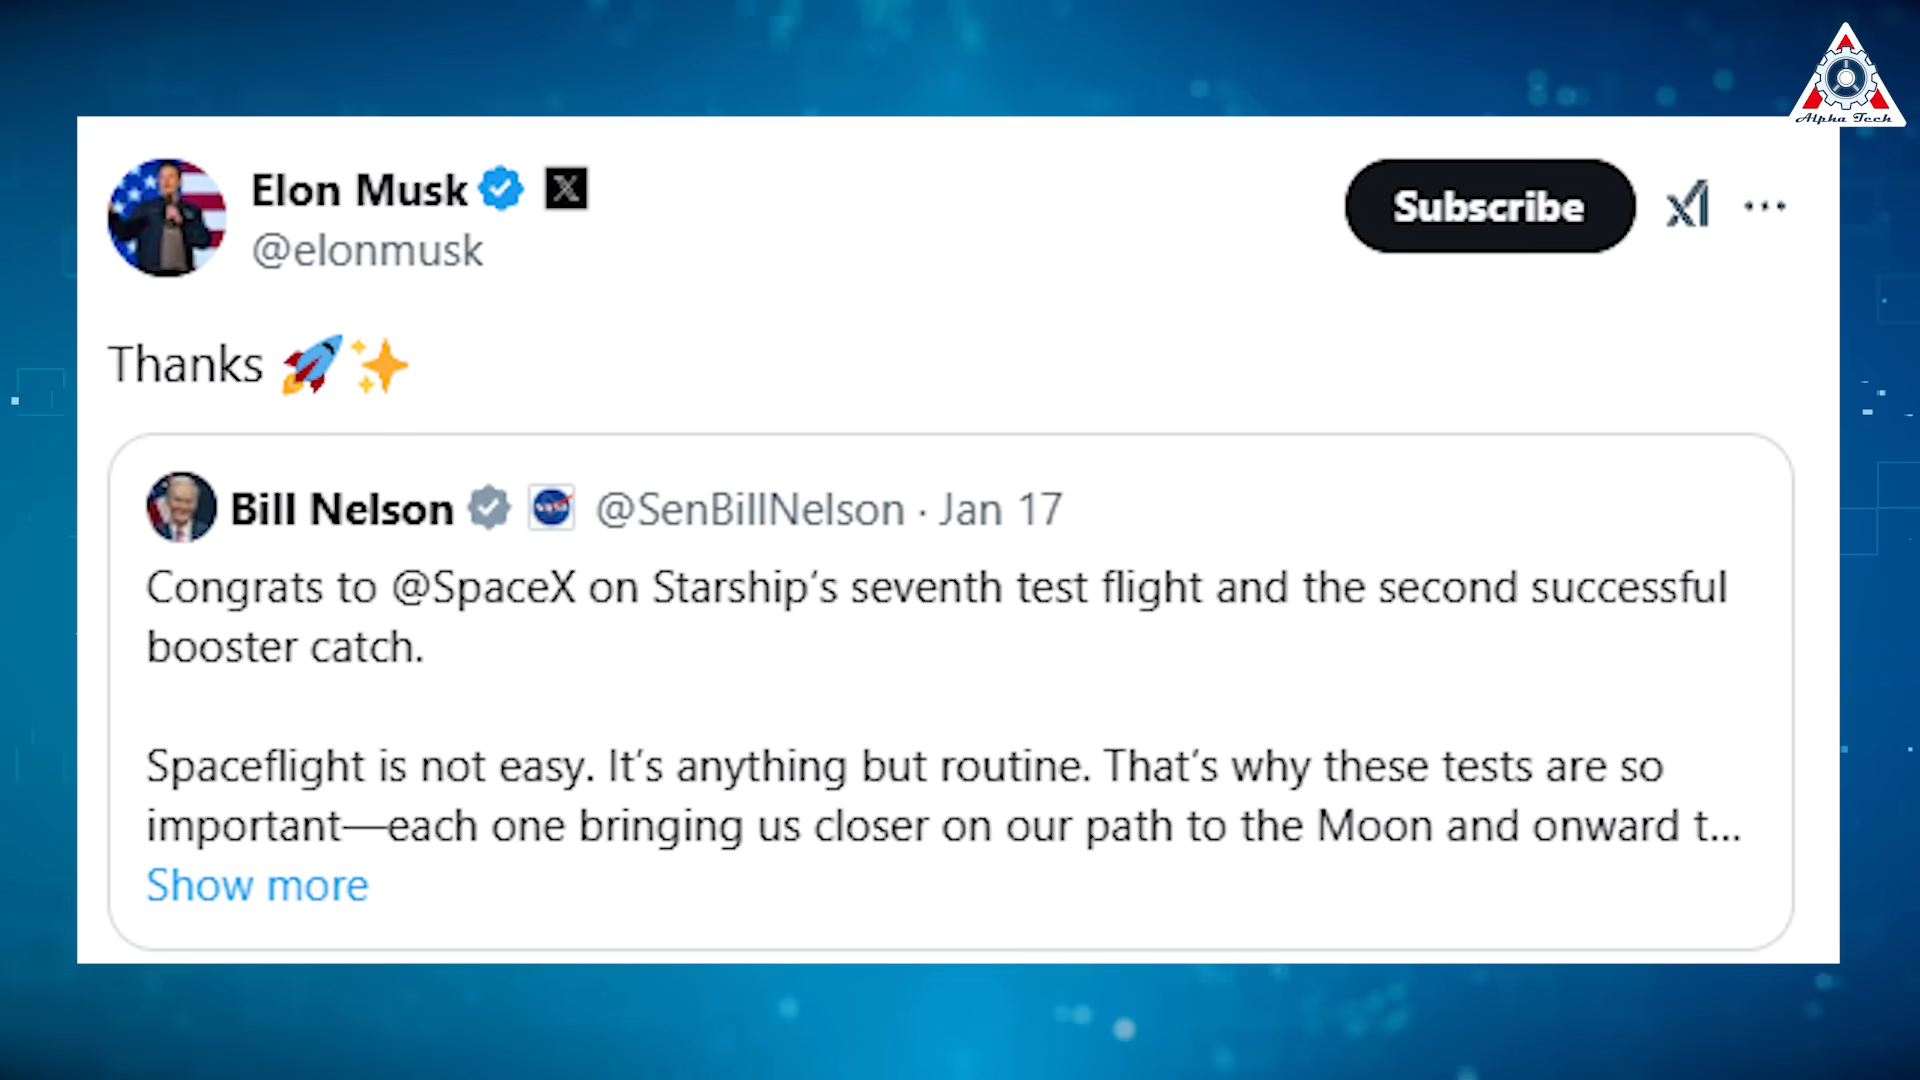 Alpha Tech
Elon Musk
@elonmusk
Subscribe
Thanks 🚀✨
Bill Nelson @SenBillNelson · Jan 17
Congrats to @SpaceX on Starship’s seventh test flight and the second successful
booster catch.
Spaceflight is not easy. It’s anything but routine. That’s why these tests are so
important—each one bringing us closer on our path to the Moon and onward t...
Show more